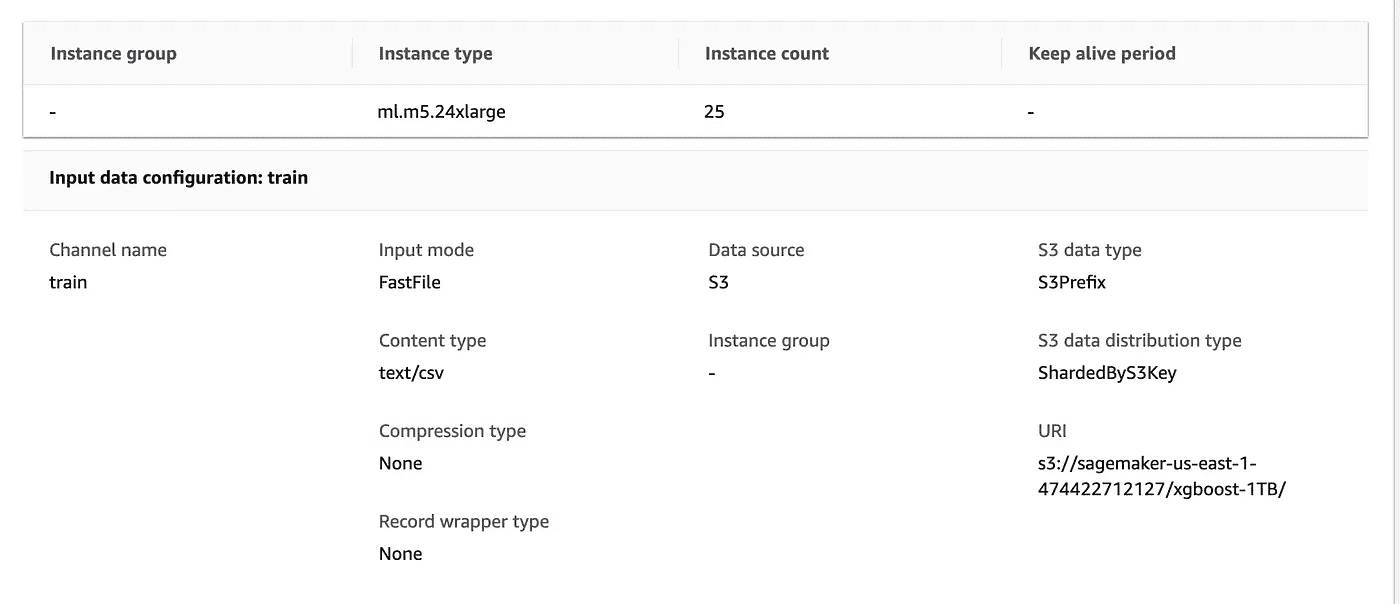 Instance group Instance type Instance count Keep alive period
- ml.m5.24xlarge 25 -
Input data configuration: train
Channel name Input mode Data source S3 data type
train FastFile S3 S3Prefix
Content type Instance group S3 data distribution type
text/csv - ShardedByS3Key
Compression type URI
None s3://sagemaker-us-east-1-
474422712127/xgboost-1TB/
Record wrapper type
None